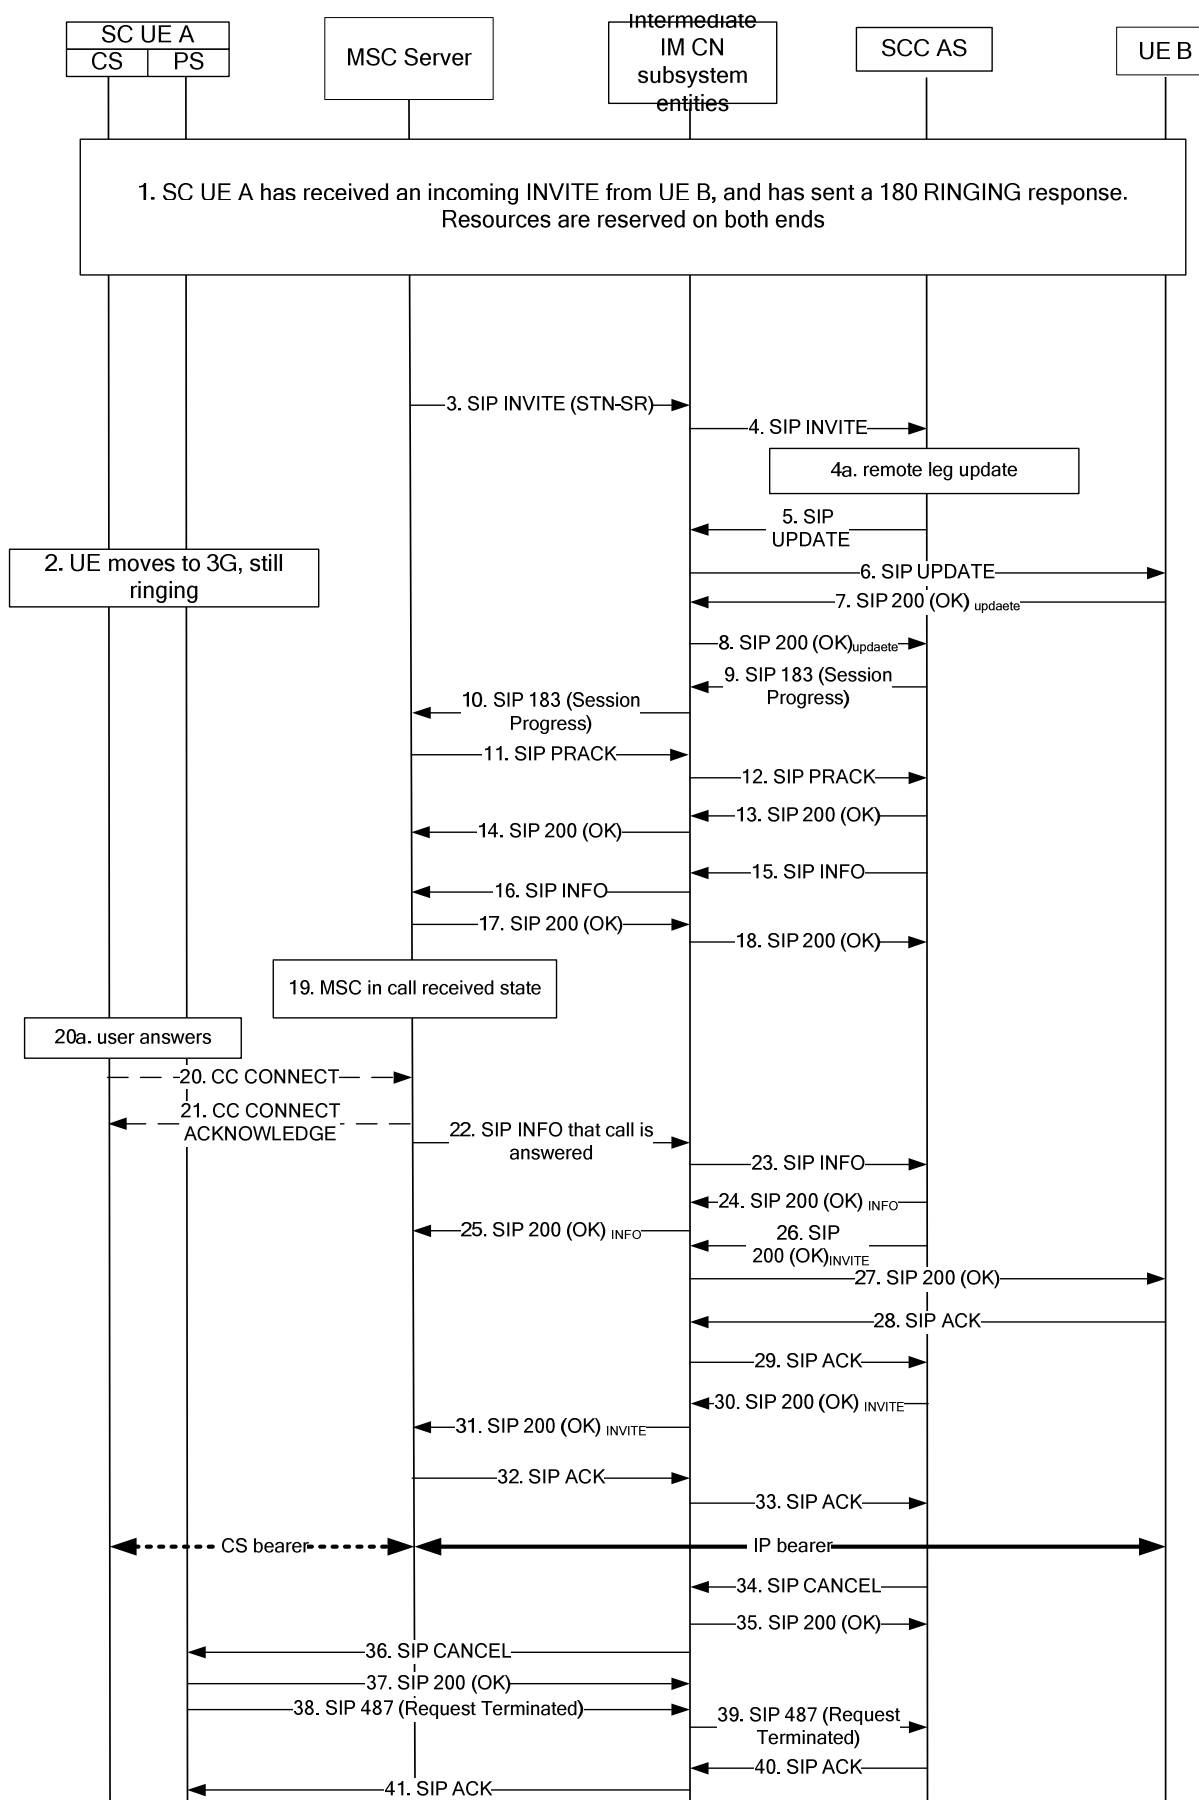 SC UE A
CS
PS
MSC Server
Intermediate
IM CN
subsystem
entities
SCC AS
UE B
1. SC UE A has received an incoming INVITE from UE B, and has sent a 180 RINGING response.
Resources are reserved on both ends
3. SIP INVITE (STN-SR)
4. SIP INVITE
4a. remote leg update
5. SIP
UPDATE
2. UE moves to 3G, still
ringing
6. SIP UPDATE
7. SIP 200 (OK) updaete
8. SIP 200 (OK)updaete
9. SIP 183 (Session
Progress)
10. SIP 183 (Session
Progress)
11. SIP PRACK
12. SIP PRACK
13. SIP 200 (OK)
14. SIP 200 (OK)
15. SIP INFO
16. SIP INFO
17. SIP 200 (OK)
18. SIP 200 (OK)
19. MSC in call received state
20a. user answers
20. CC CONNECT
21. CC CONNECT
ACKNOWLEDGE
22. SIP INFO that call is
answered
23. SIP INFO
24. SIP 200 (OK) INFO
25. SIP 200 (OK) INFO
26. SIP
200 (OK)INVITE
27. SIP 200 (OK)
28. SIP ACK
29. SIP ACK
30. SIP 200 (OK) INVITE
31. SIP 200 (OK) INVITE
32. SIP ACK
33. SIP ACK
CS bearer
IP bearer
34. SIP CANCEL
35. SIP 200 (OK)
36. SIP CANCEL
37. SIP 200 (OK)
38. SIP 487 (Request Terminated)
39. SIP 487 (Request
Terminated)
40. SIP ACK
41. SIP ACK